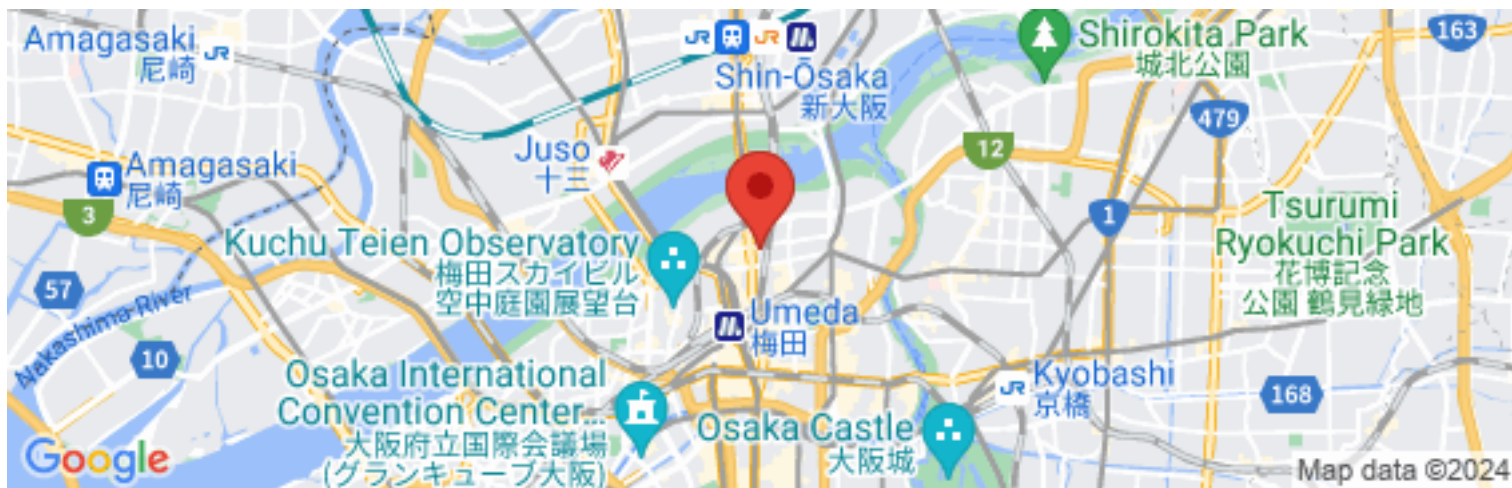 Amagasaki
尼崎
JR
JR
JR
Shin-Ōsaka
新大阪
Shirokita Park
城北公園
163
479
Juso
十三
12
Amagasaki
尼崎
3
1
Tsurumi
Ryokuchi Park
花博記念
公園 鶴見緑地
Kuchu Teien Observatory
梅田スカイビル
空中庭園展望台
57
Nakashima River
10
Umeda
梅田
Osaka International
Convention Center...
大阪府立国際会議場
(グランキューブ大阪)
JR
Kyobashi
京橋
168
Osaka Castle
大阪城
Google
Map data ©2024